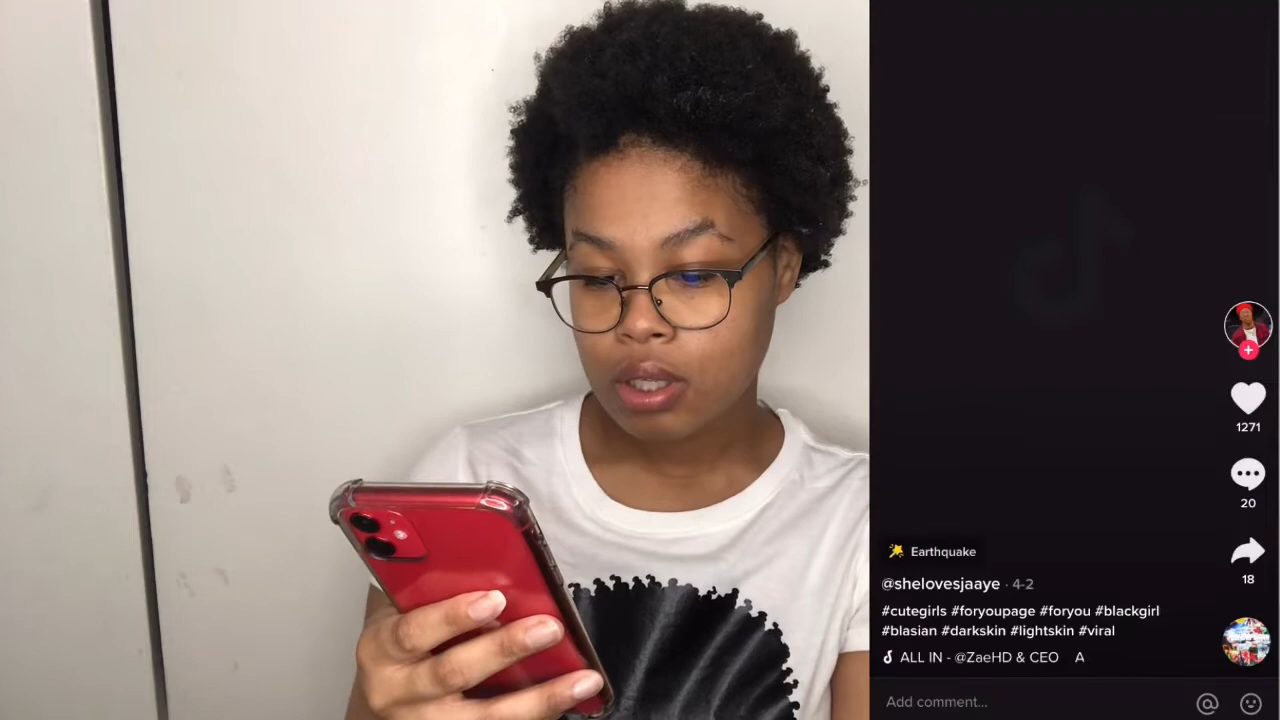 1271
20
18
Earthquake
@shelovesjaaye · 4-2
#cutegirls #foryoupage #foryou #blackgirl
#blasian #darkskin #lightskin #viral
ALL IN - @ZaeHD & CEO A
Add comment...